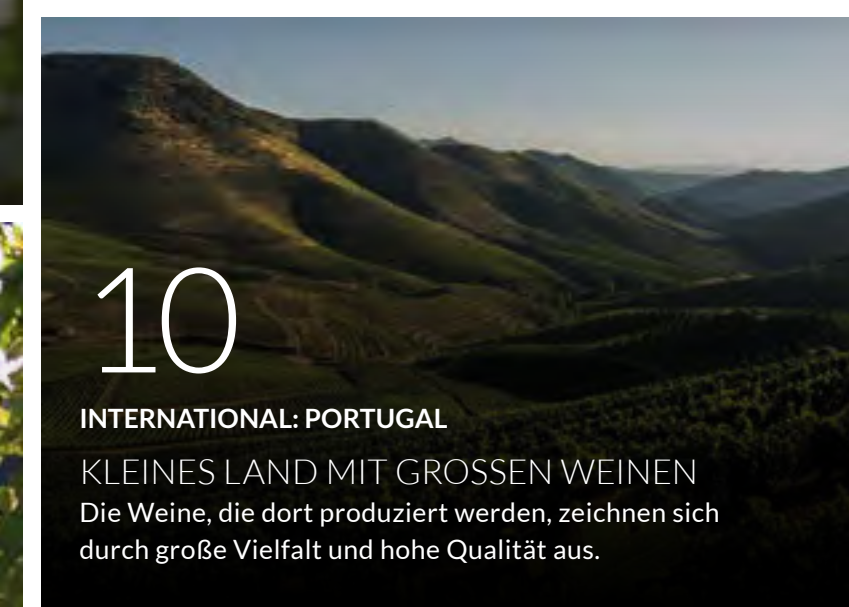 10
INTERNATIONAL: PORTUGAL
KLEINES LAND MIT GROSSEN WEINEN
Die Weine, die dort produziert werden, zeichnen sich
durch große Vielfalt und hohe Qualität aus.